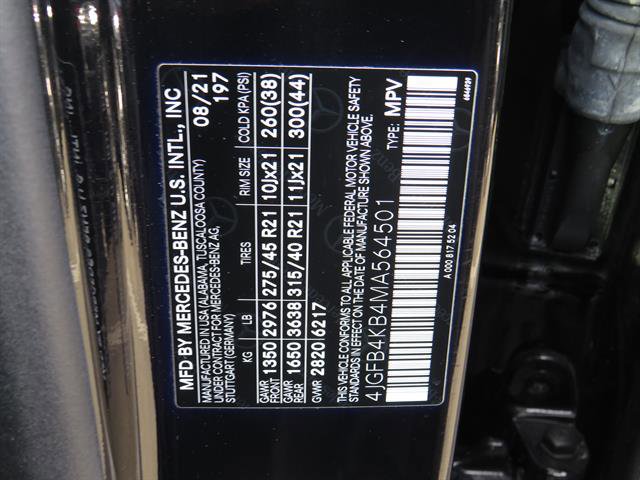 MFD BY MERCEDES-BENZ U.S. INTL., INC
MANUFACTURED IN USA (ALABAMA, TUSCALOOSA COUNTY)
UNDER CONTRACT FOR MERCEDES-BENZ AG,
STUTTGART (GERMANY)
08/21
197
KG LB TIRES RIM SIZE COLD KPA (PSI)
GAWR FRONT 1350 2976 275/45 R21 10Jx21 260(38)
GAWR REAR 1650 3638 315/40 R21 11Jx21 300(44)
GVWR 2820 6217
THIS VEHICLE CONFORMS TO ALL APPLICABLE FEDERAL MOTOR VEHICLE SAFETY
STANDARDS IN EFFECT ON THE DATE OF MANUFACTURE SHOWN ABOVE.
TYPE: MPV
4JGFB4KB4MA564501
A 000 817 52 04